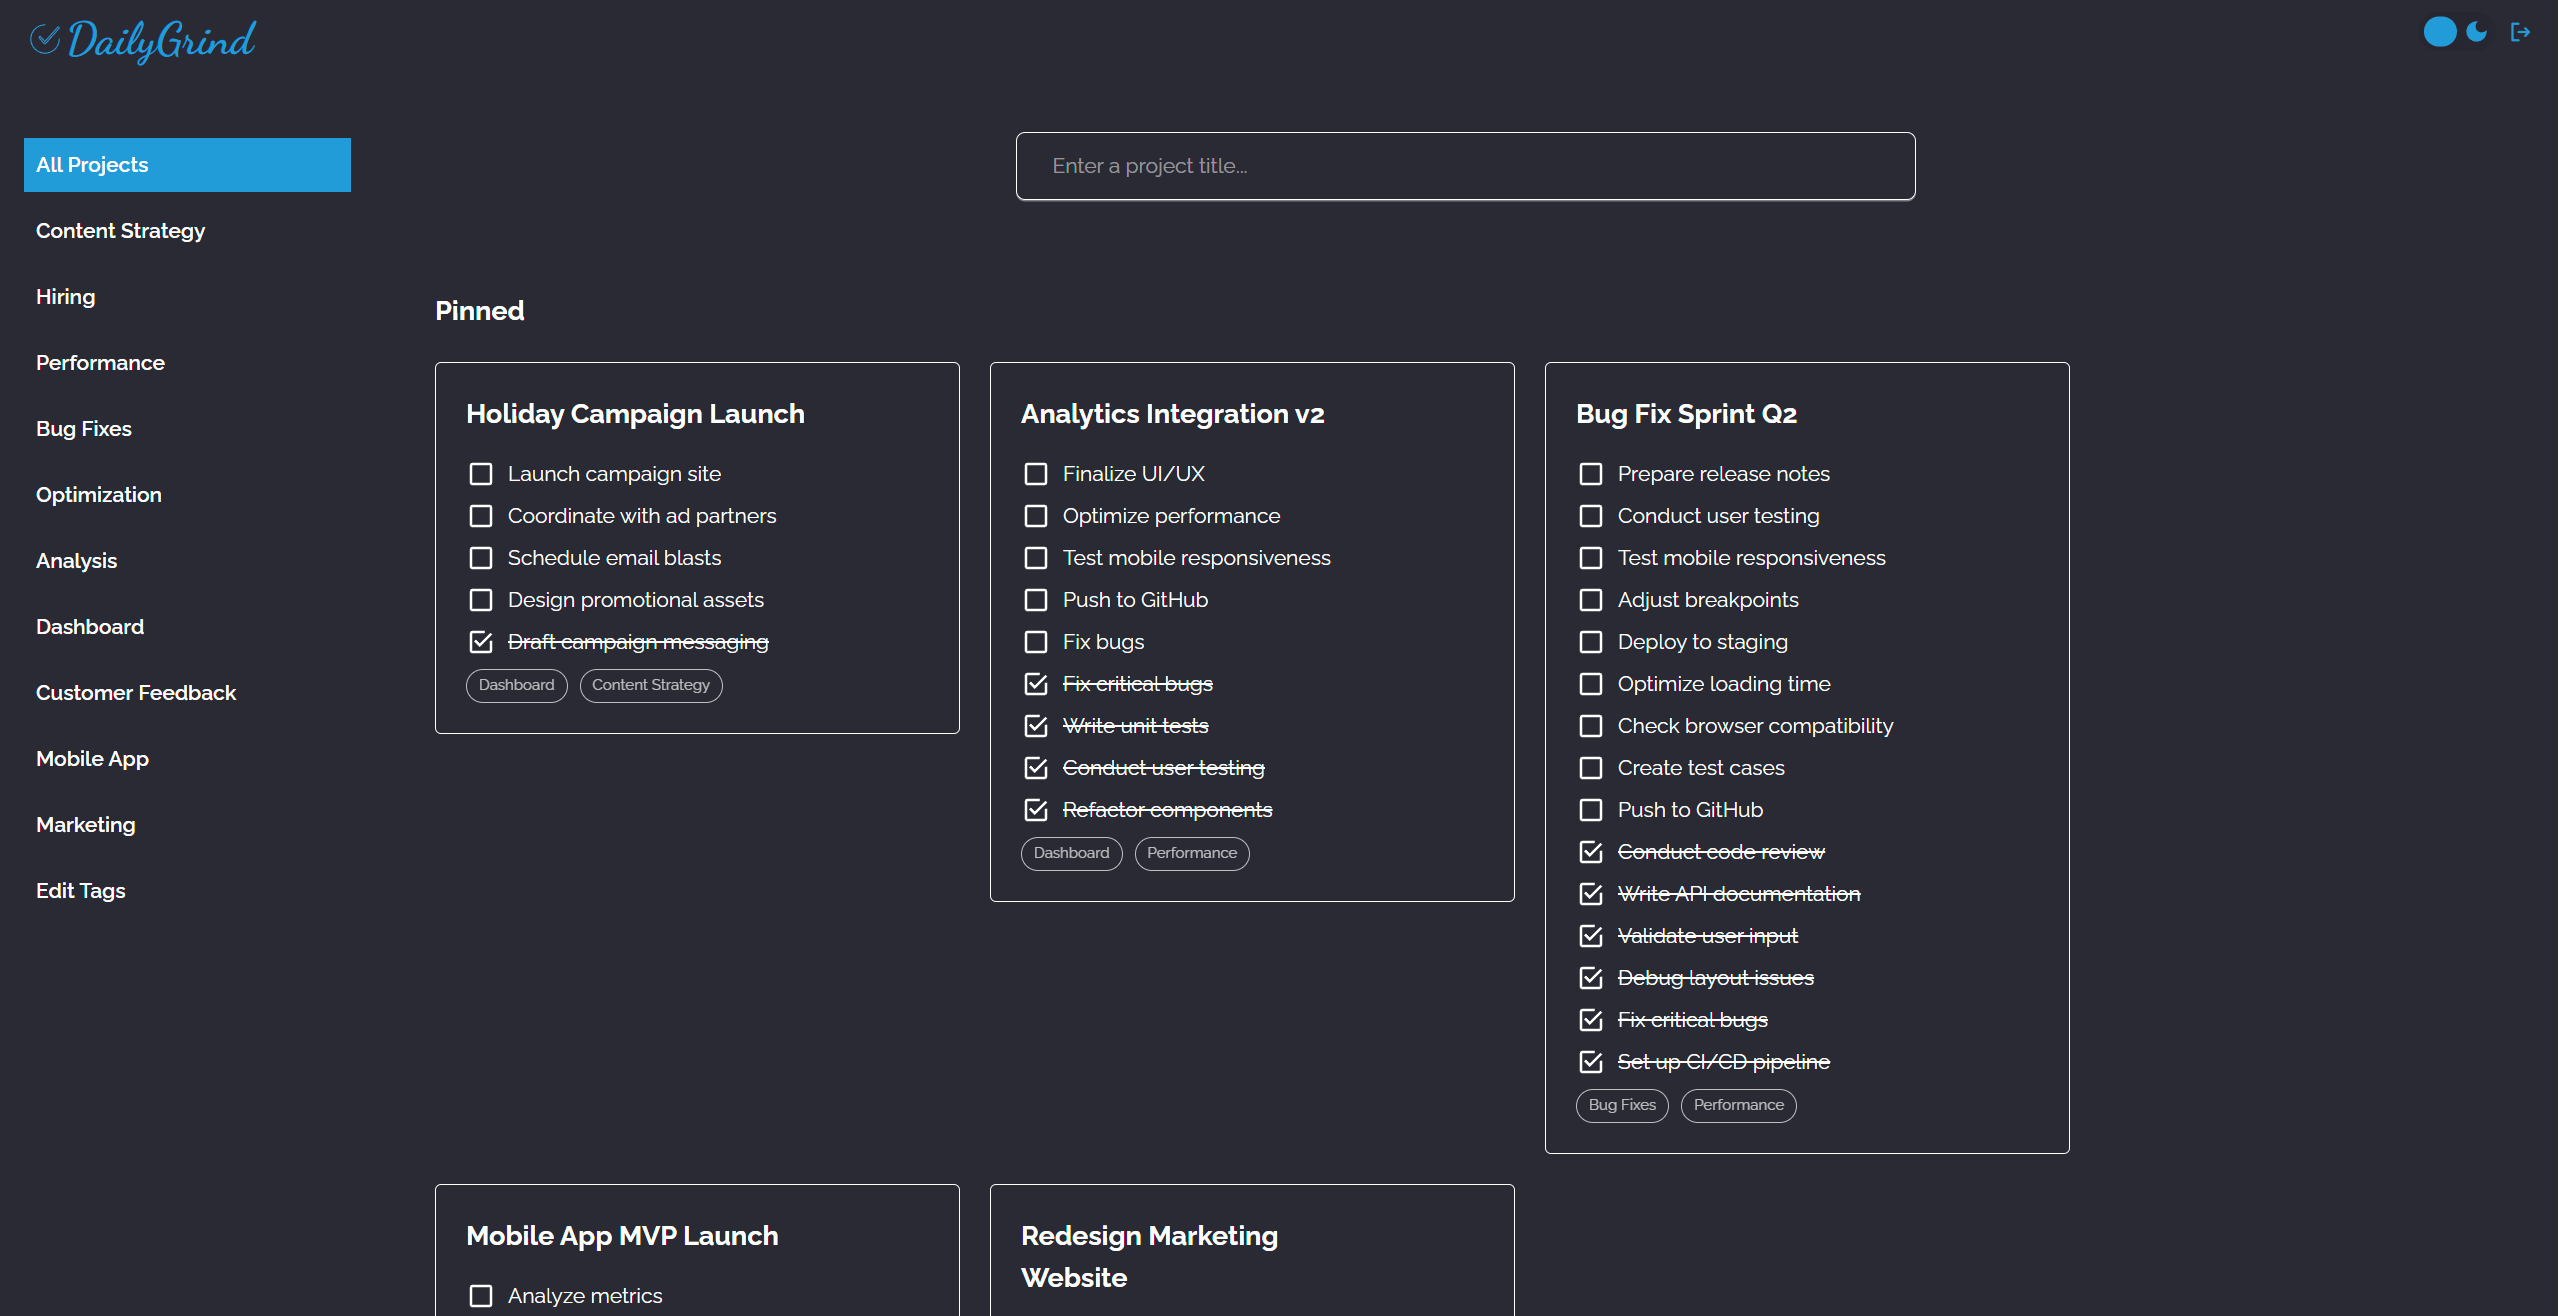 DailyGrind
All Projects
Content Strategy
Hiring
Performance
Bug Fixes
Optimization
Analysis
Dashboard
Customer Feedback
Mobile App
Marketing
Edit Tags
Enter a project title...
Pinned
Holiday Campaign Launch
Launch campaign site
Coordinate with ad partners
Schedule email blasts
Design promotional assets
Draft campaign messaging
Dashboard Content Strategy
Analytics Integration v2
Finalize UI/UX
Optimize performance
Test mobile responsiveness
Push to GitHub
Fix bugs
Fix critical bugs
Write unit tests
Conduct user testing
Refactor components
Dashboard Performance
Bug Fix Sprint Q2
Prepare release notes
Conduct user testing
Test mobile responsiveness
Adjust breakpoints
Deploy to staging
Optimize loading time
Check browser compatibility
Create test cases
Push to GitHub
Conduct code review
Write API documentation
Validate user input
Debug layout issues
Fix critical bugs
Set up CI/CD pipeline
Bug Fixes Performance
Mobile App MVP Launch
Analyze metrics
Redesign Marketing
Website